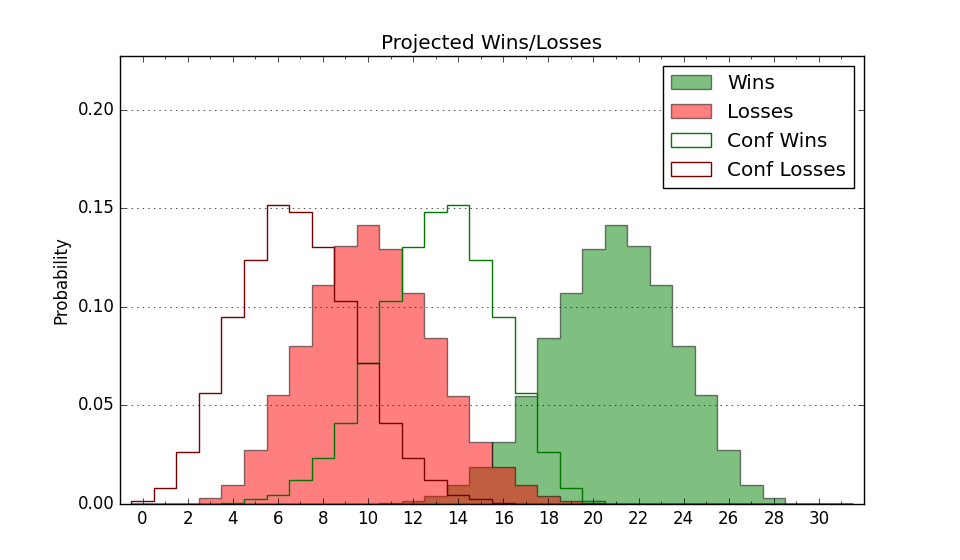 Projected Wins/Losses
Wins
Losses
Conf Wins
Conf Losses
Probability
0.20
0.15
0.10
0.05
0.00
0 2 4 6 8 10 12 14 16 18 20 22 24 26 28 30